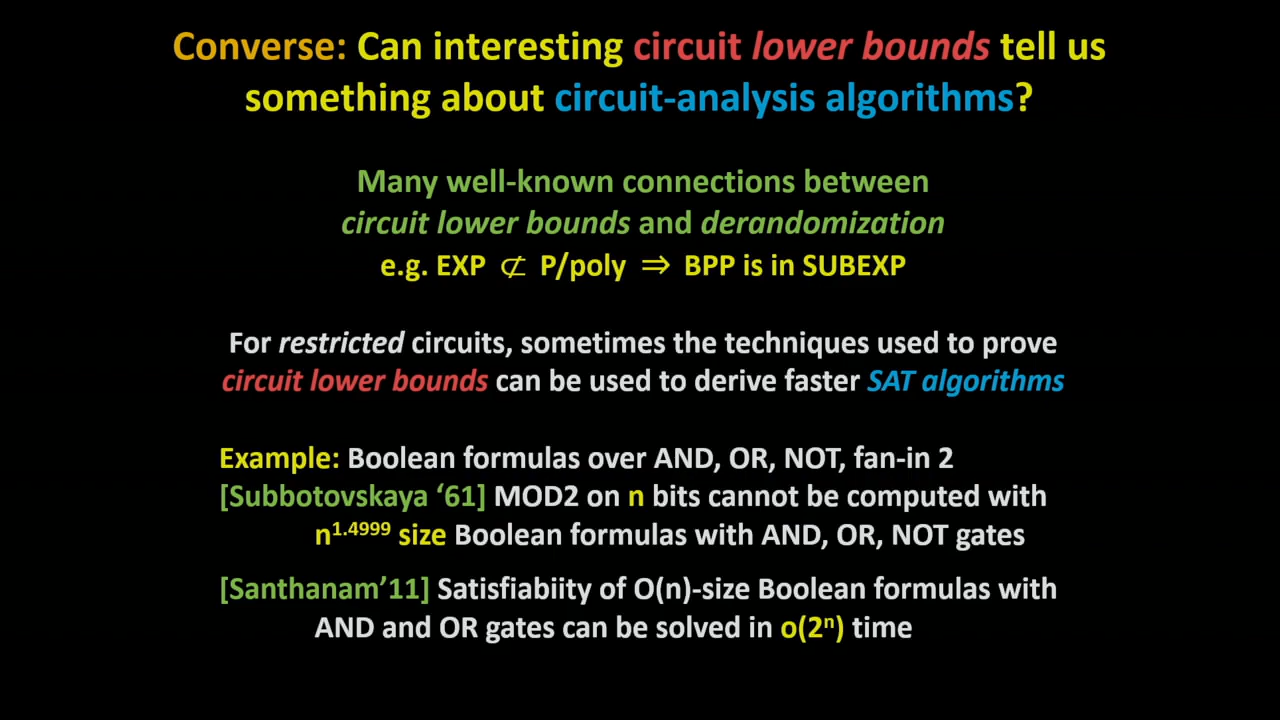 Converse: Can interesting circuit lower bounds tell us
something about circuit-analysis algorithms?
Many well-known connections between
circuit lower bounds and derandomization
e.g. EXP ⊄ P/poly ⇒ BPP is in SUBEXP
For restricted circuits, sometimes the techniques used to prove
circuit lower bounds can be used to derive faster SAT algorithms
Example: Boolean formulas over AND, OR, NOT, fan-in 2
[Subbotovskaya ‘61] MOD2 on n bits cannot be computed with
n^1.4999 size Boolean formulas with AND, OR, NOT gates
[Santhanam’11] Satisfiabiity of O(n)-size Boolean formulas with
AND and OR gates can be solved in o(2^n) time